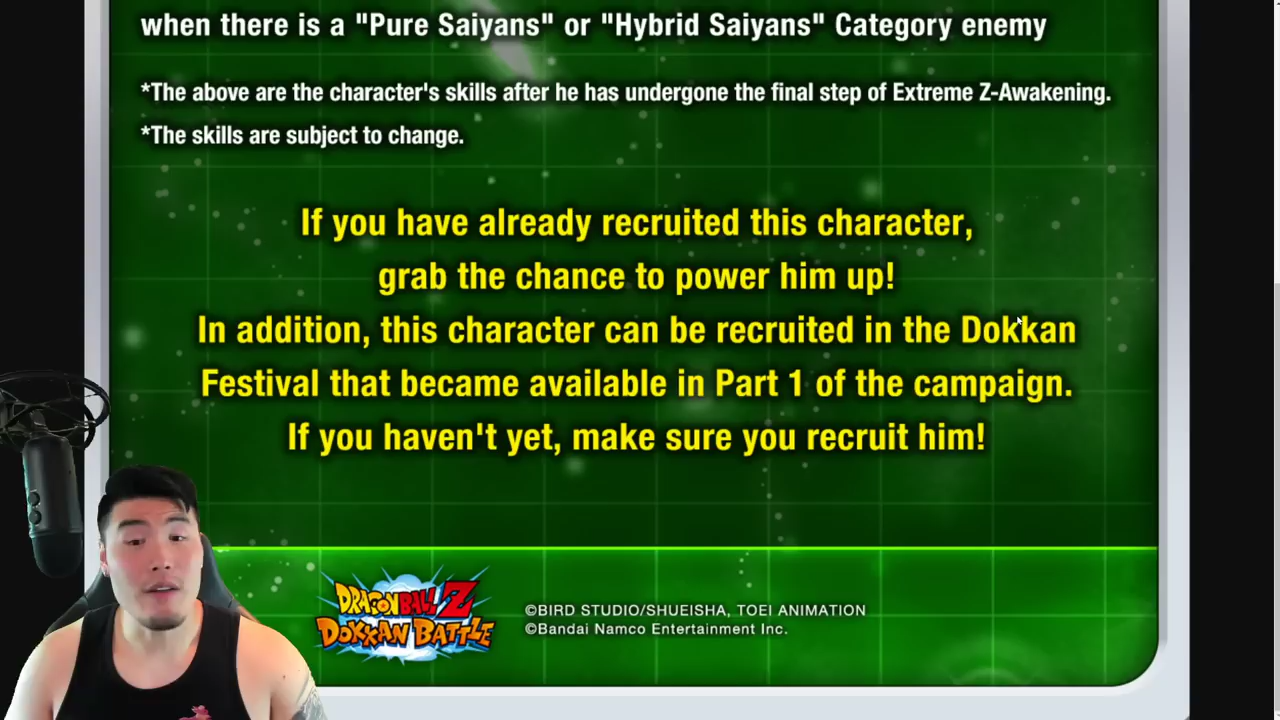 when there is a "Pure Saiyans" or "Hybrid Saiyans" Category enemy
*The above are the character's skills after he has undergone the final step of Extreme Z-Awakening.
*The skills are subject to change.
If you have already recruited this character,
grab the chance to power him up!
In addition, this character can be recruited in the Dokkan
Festival that became available in Part 1 of the campaign.
If you haven't yet, make sure you recruit him!
DRAGON BALL Z
DOKKAN BATTLE
©BIRD STUDIO/SHUEISHA, TOEI ANIMATION
©Bandai Namco Entertainment Inc.